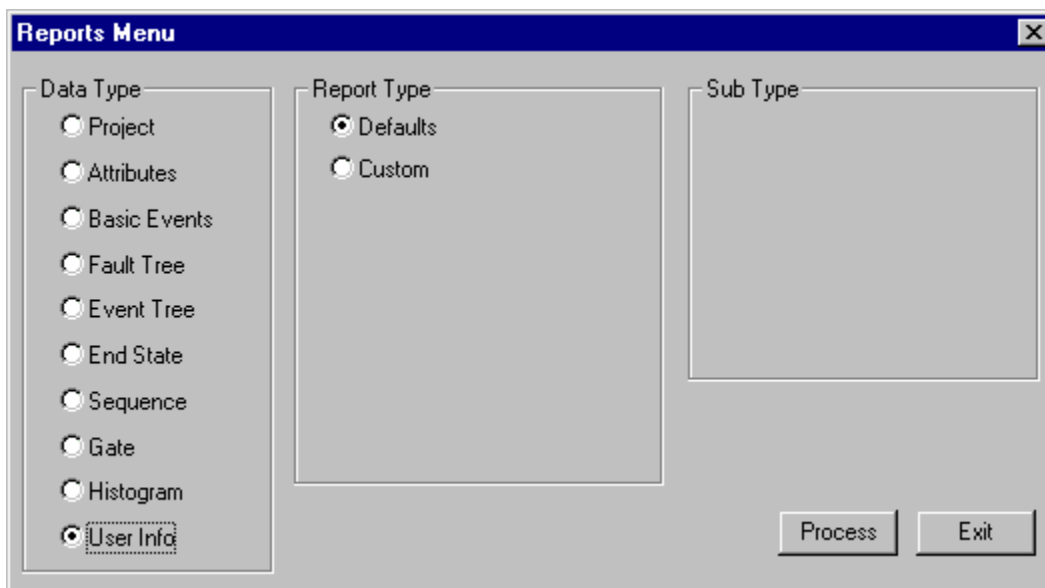 Reports Menu
Data Type
Project
Attributes
Basic Events
Fault Tree
Event Tree
End State
Sequence
Gate
Histogram
User Info
Report Type
Defaults
Custom
Sub Type
Process
Exit